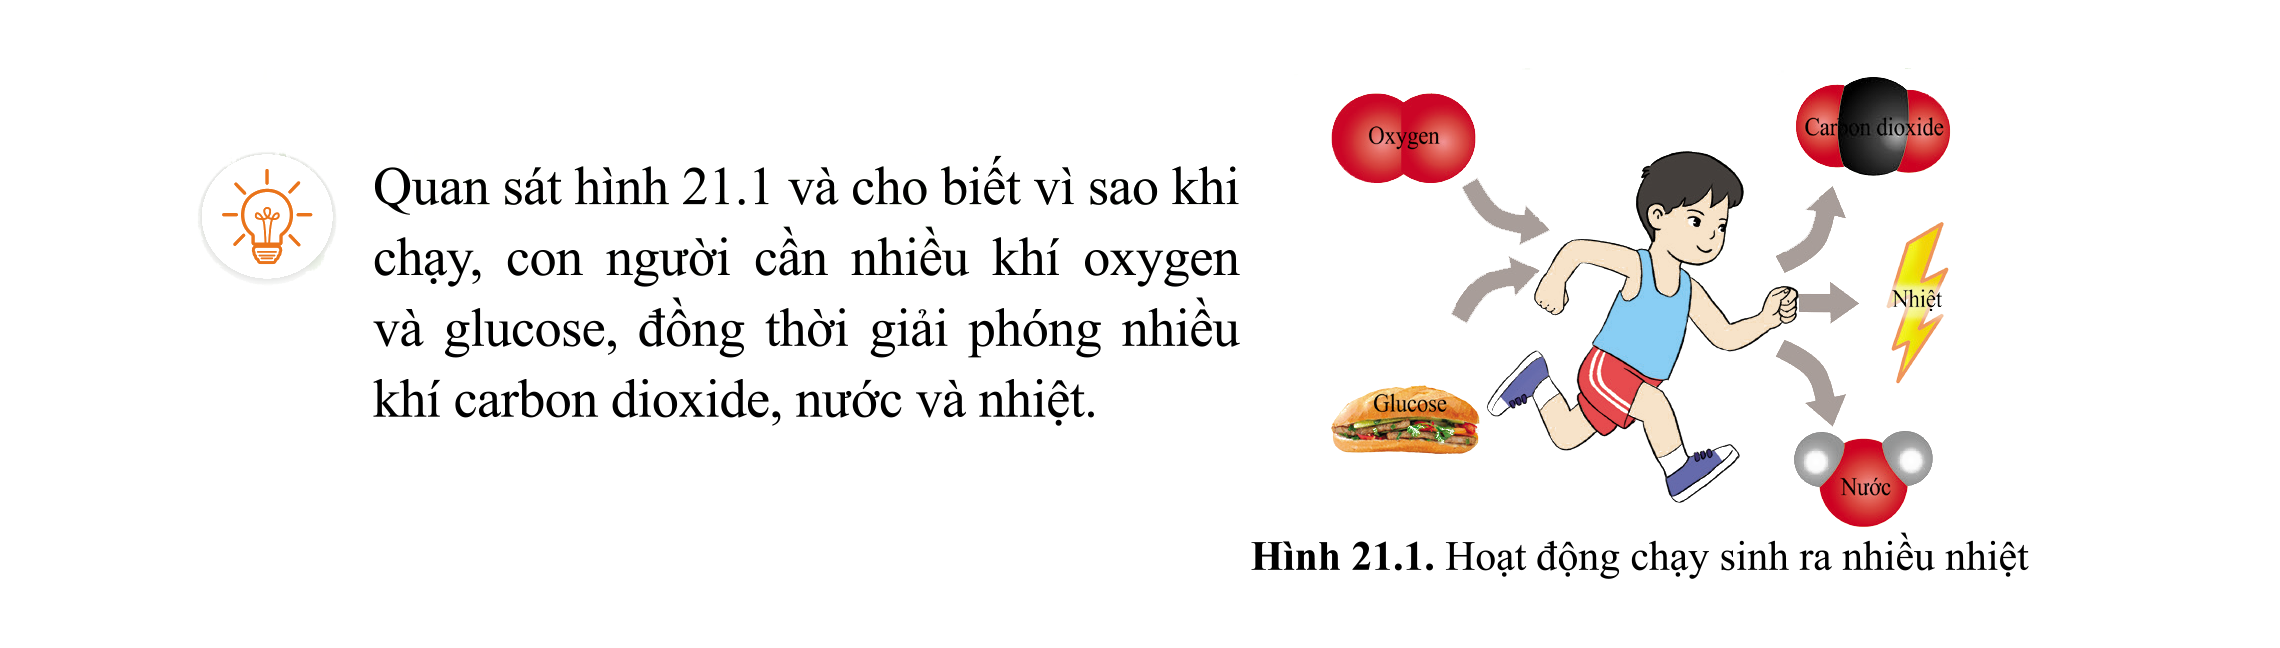 Quan sát hình 21.1 và cho biết vì sao khi
chạy, con người cần nhiều khí oxygen
và glucose, đồng thời giải phóng nhiều
khí carbon dioxide, nước và nhiệt.
Oxygen
Carbon dioxide
Nhiệt
Glucose
Nước
Hình 21.1. Hoạt động chạy sinh ra nhiều nhiệt